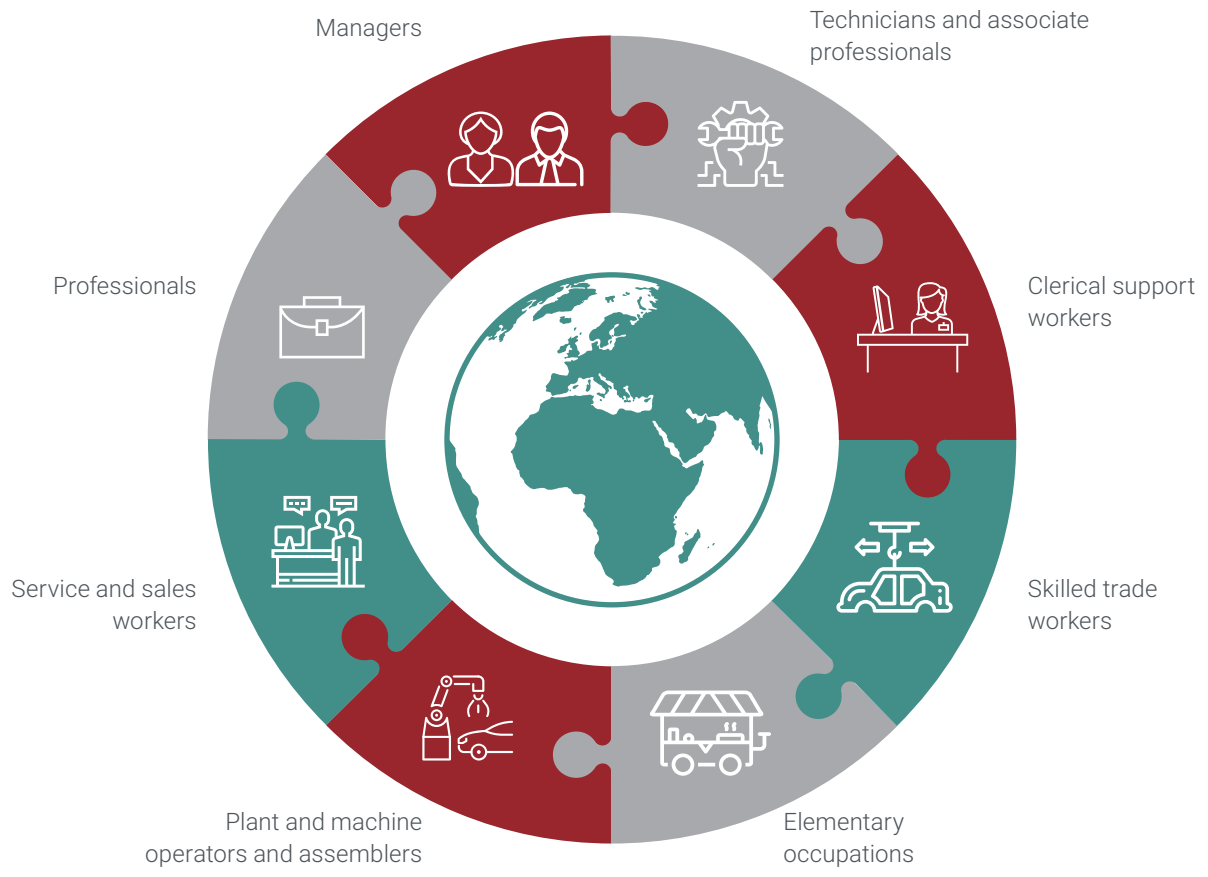 Managers
Technicians and associate
professionals
Clerical support
workers
Skilled trade
workers
Elementary
occupations
Plant and machine
operators and assemblers
Service and sales
workers
Professionals